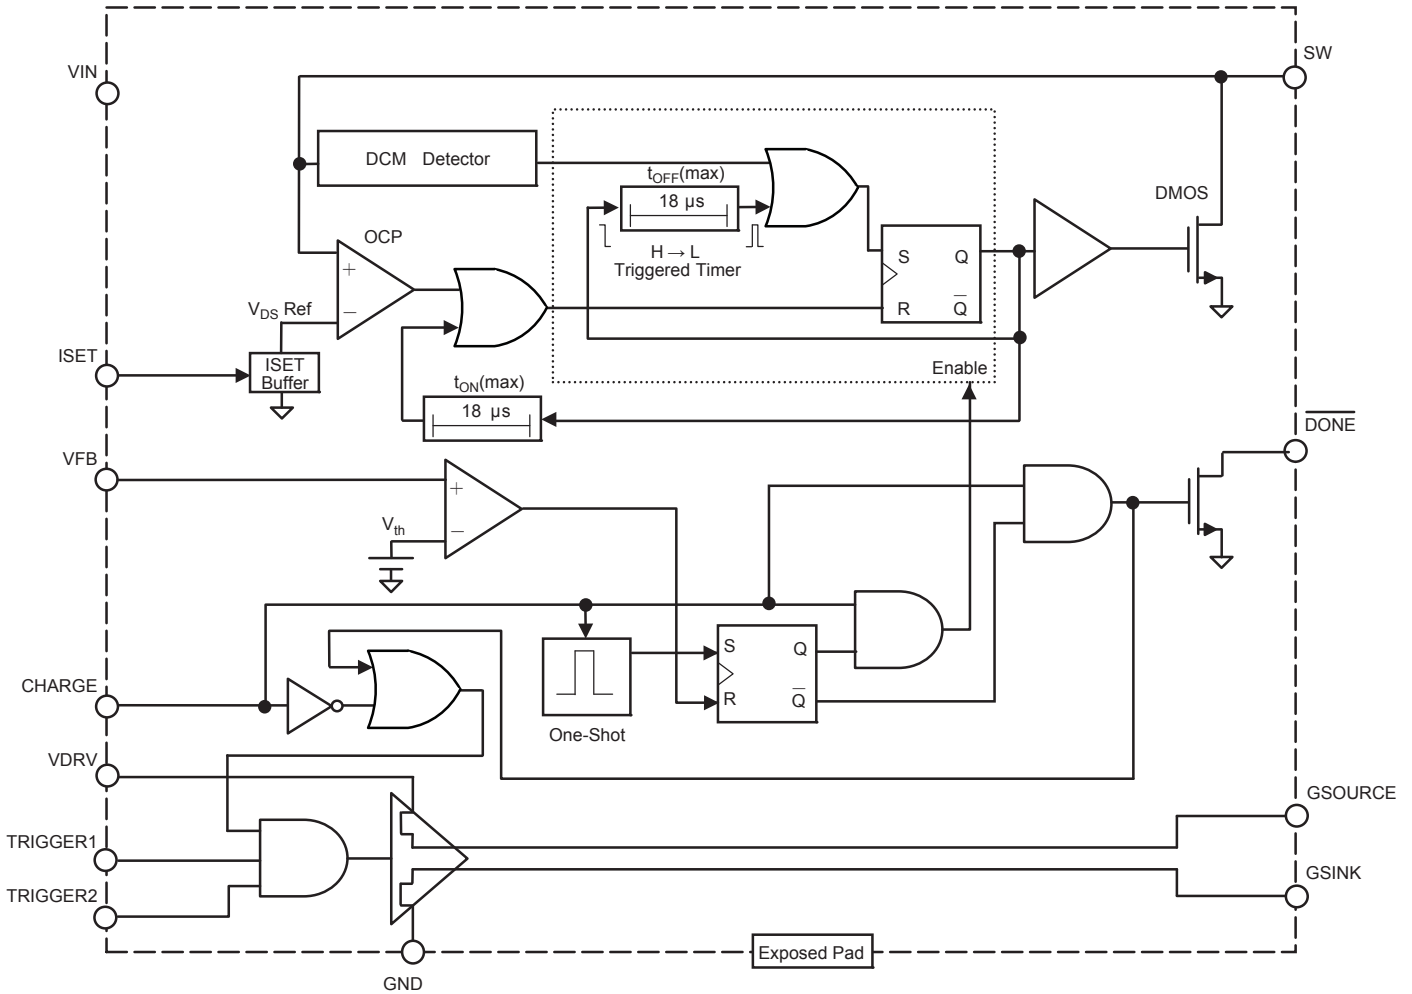 SW
VIN
DCM Detector
tOFF(max)
18 µs
H → L
Triggered Timer
DMOS
OCP
+
−
S Q
R Q̅
VDS Ref
ISET
ISET
Buffer
Enable
tON(max)
18 µs
D̅O̅N̅E̅
VFB
+
−
Vth
S Q
R Q̅
One-Shot
CHARGE
VDRV
GSOURCE
TRIGGER1
GSINK
TRIGGER2
Exposed Pad
GND